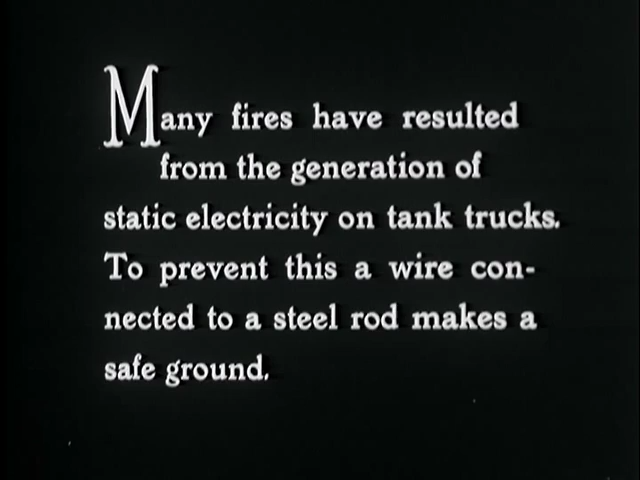 Many fires have resulted
from the generation of
static electricity on tank trucks.
To prevent this a wire con-
nected to a steel rod makes a
safe ground.